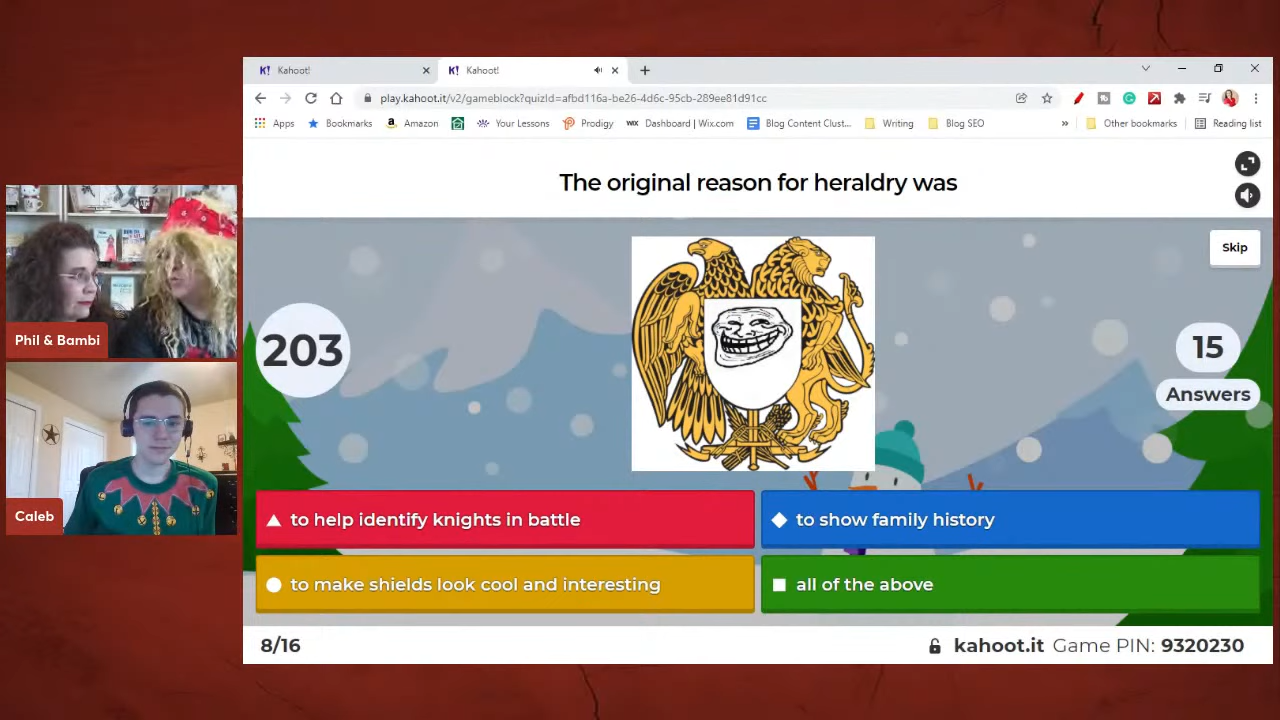 Kahoot!
Kahoot!
play.kahoot.it/v2/gameblock?quizId=afbd116a-be26-4d6c-95cb-289ee81d91cc
Apps Bookmarks Amazon Your Lessons Prodigy WIX Dashboard | Wix.com Blog Content Clust... Writing Blog SEO » Other bookmarks Reading list
The original reason for heraldry was
Skip
203
15
Answers
Phil & Bambi
Caleb
to help identify knights in battle
to show family history
to make shields look cool and interesting
all of the above
8/16
kahoot.it Game PIN: 9320230